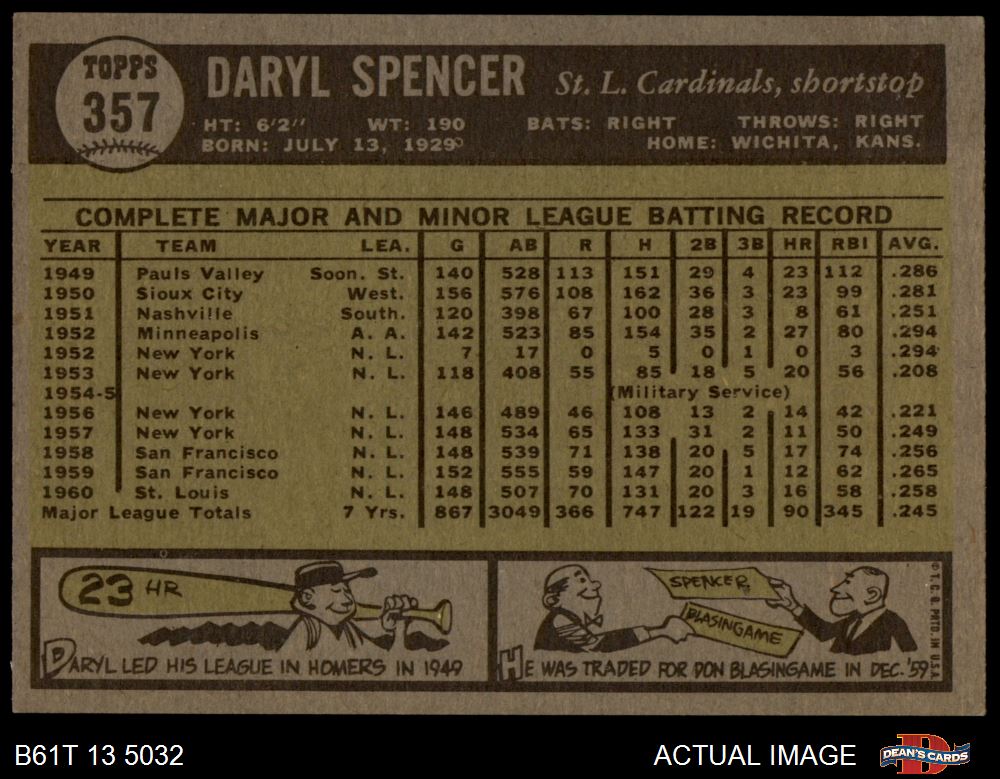 TOPPS
357
DARYL SPENCER St. L. Cardinals, shortstop
HT: 6'2" WT: 190 BATS: RIGHT THROWS: RIGHT
BORN: JULY 13, 1929 HOME: WICHITA, KANS.
COMPLETE MAJOR AND MINOR LEAGUE BATTING RECORD
YEAR TEAM LEA. G AB R H 2B 3B HR RBI AVG.
1949 Pauls Valley Soon. St. 140 528 113 151 29 4 23 112 .286
1950 Sioux City West. 156 576 108 162 36 3 23 99 .281
1951 Nashville South. 120 398 67 100 28 3 8 61 .251
1952 Minneapolis A. A. 142 523 85 154 35 2 27 80 .294
1952 New York N. L. 7 17 0 5 0 1 0 3 .294
1953 New York N. L. 118 408 55 85 18 5 20 56 .208
1954-5 (Military Service)
1956 New York N. L. 146 489 46 108 13 2 14 42 .221
1957 New York N. L. 148 534 65 133 31 2 11 50 .249
1958 San Francisco N. L. 148 539 71 138 20 5 17 74 .256
1959 San Francisco N. L. 152 555 59 147 20 1 12 62 .265
1960 St. Louis N. L. 148 507 70 131 20 3 16 58 .258
Major League Totals 7 Yrs. 867 3049 366 747 122 19 90 345 .245
23 HR
DARYL LED HIS LEAGUE IN HOMERS IN 1949
SPENCER
BLASINGAME
HE WAS TRADED FOR DON BLASINGAME IN DEC. '59
© T. C. G. PRTD. IN U.S.A.
B61T 13 5032 ACTUAL IMAGE
DEAN'S CARDS